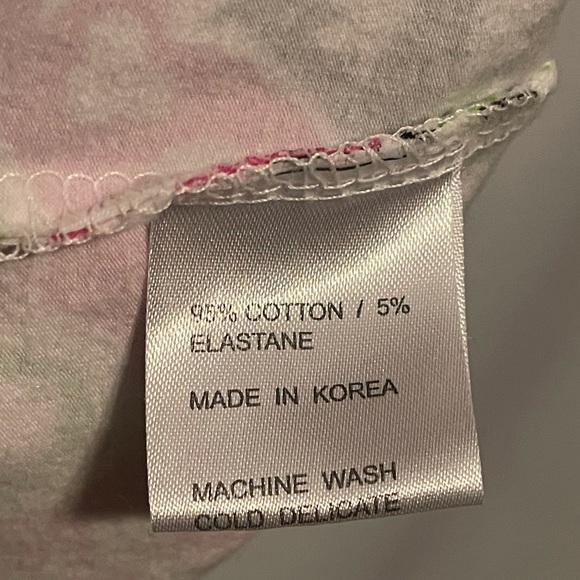 95% COTTON / 5%
ELASTANE
MADE IN KOREA
MACHINE WASH
COLD DELICATE